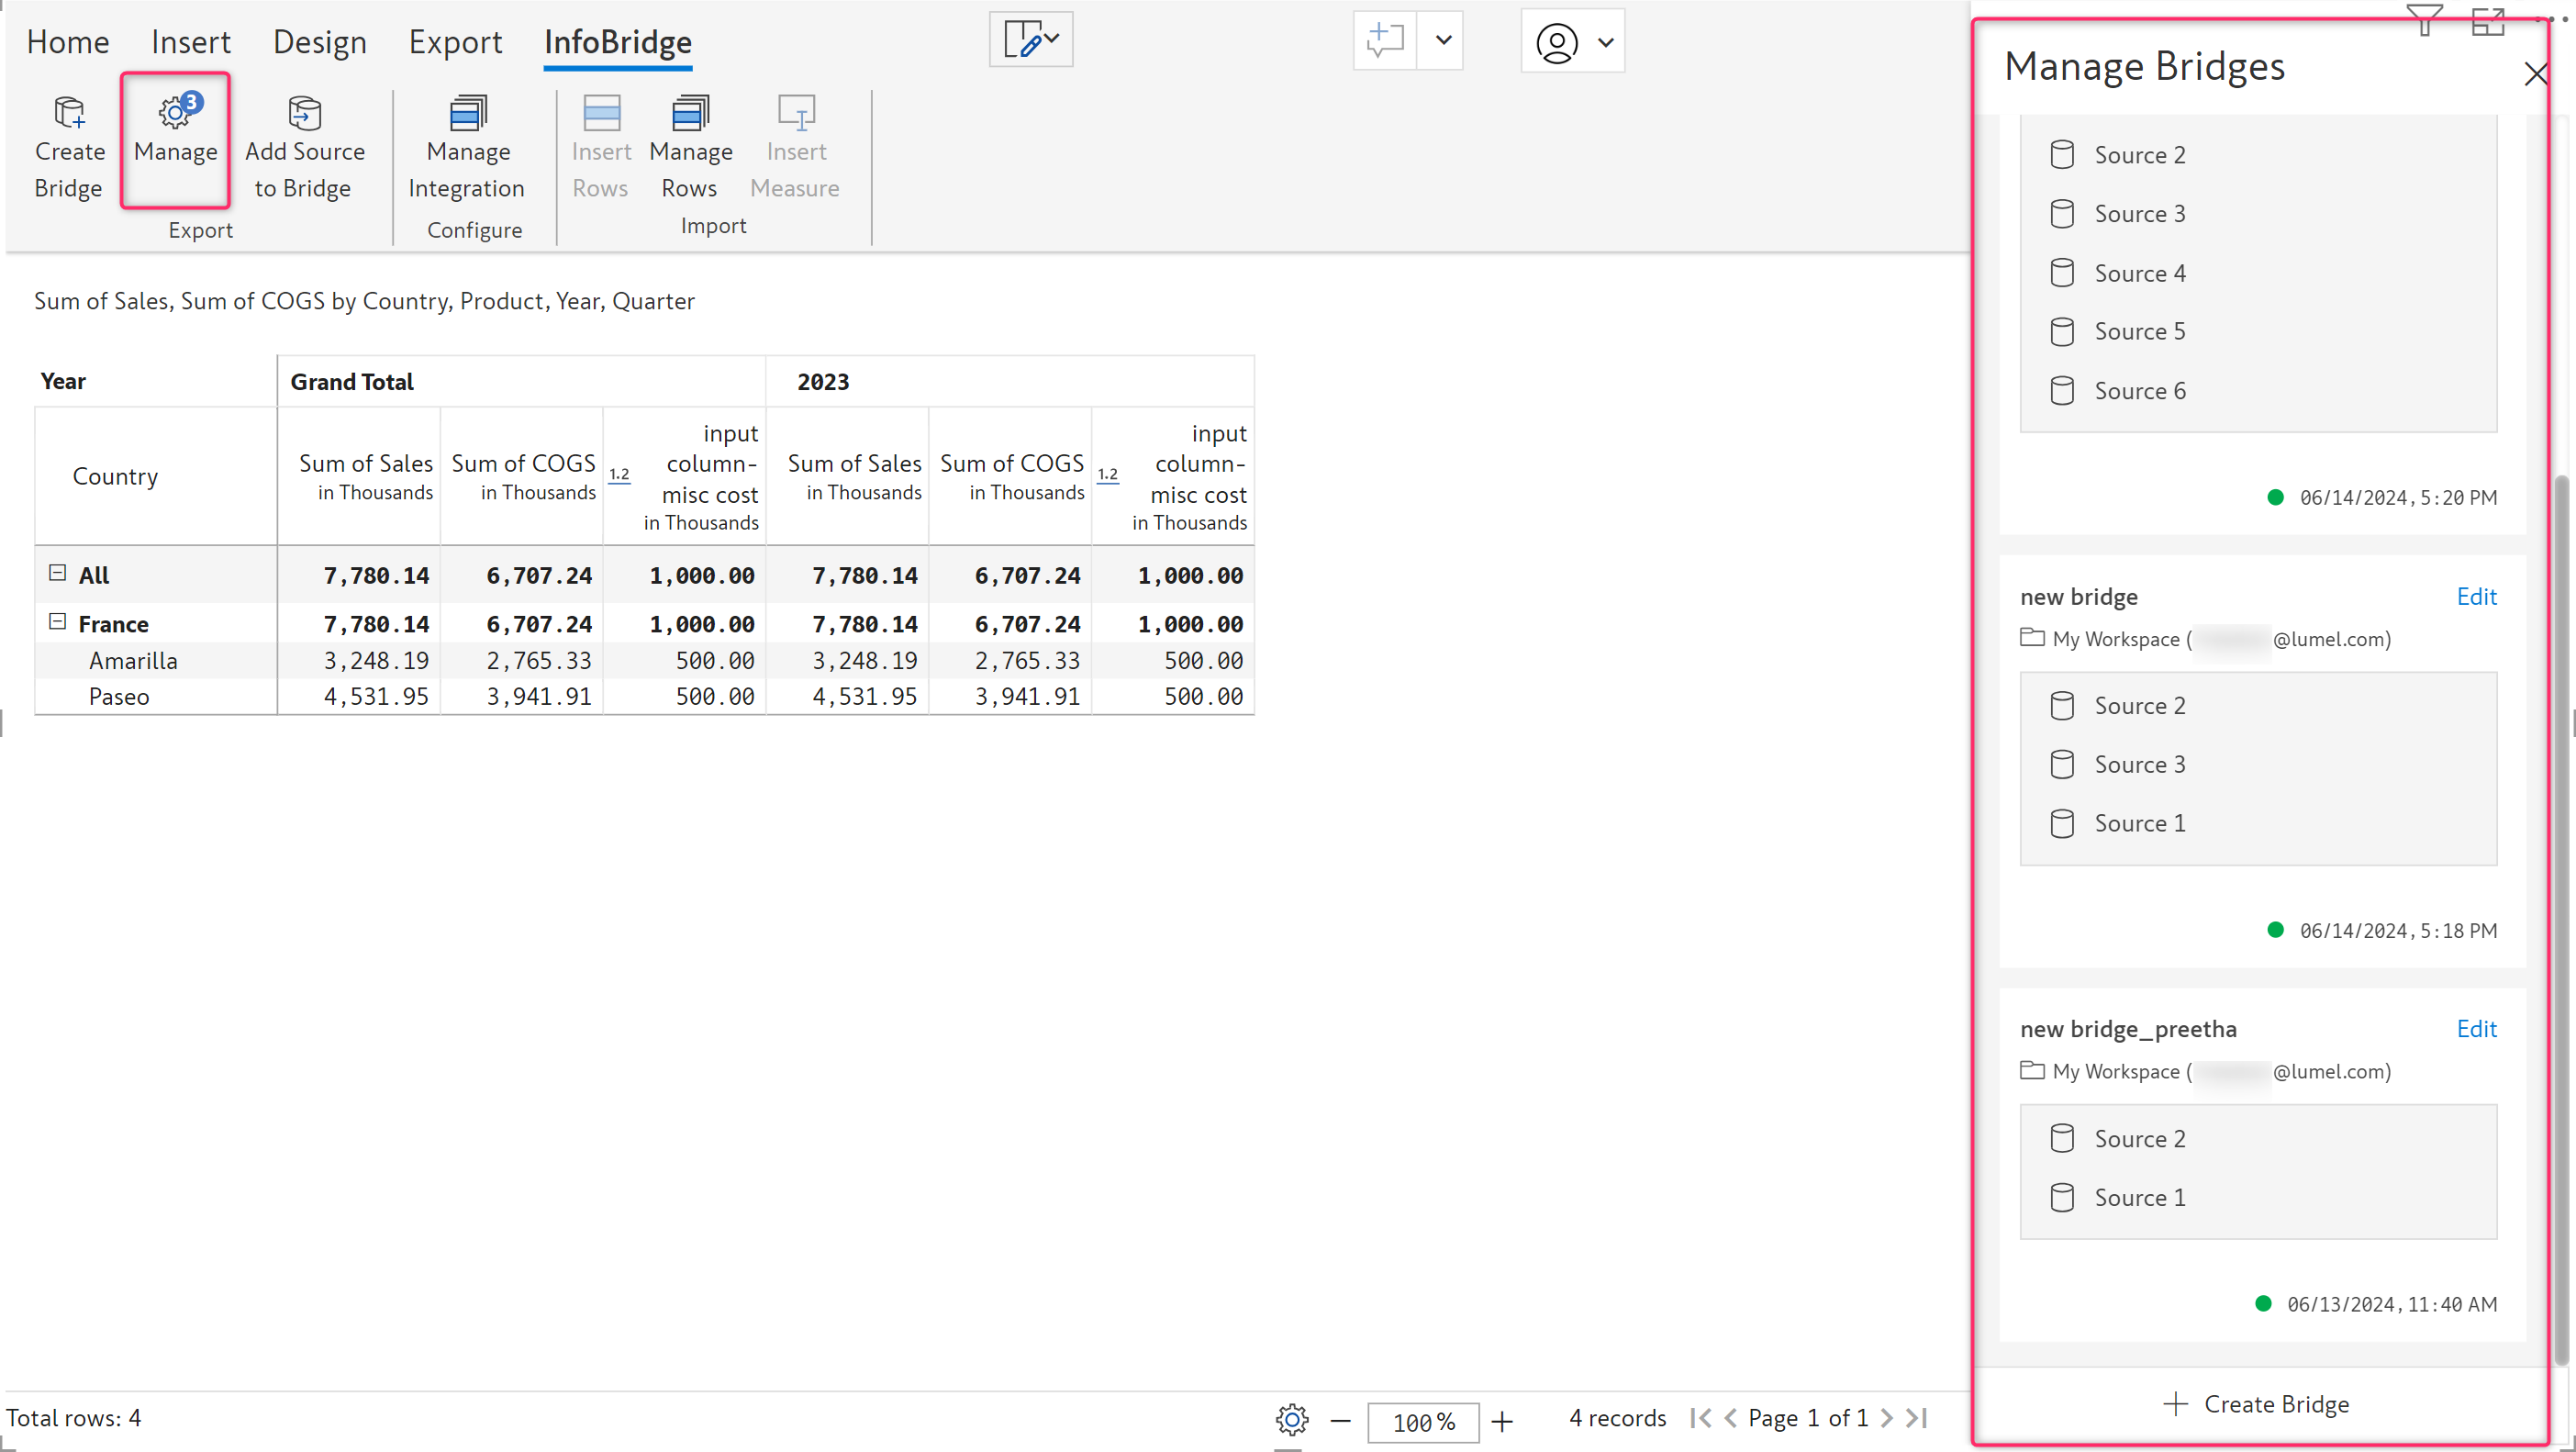 Home Insert Design Export InfoBridge
3
Create Bridge
Manage
Add Source to Bridge
Export
Manage Integration
Configure
Insert Rows
Manage Rows
Insert Measure
Import
Sum of Sales, Sum of COGS by Country, Product, Year, Quarter
Year Grand Total 2023
Country
Sum of Sales in Thousands
Sum of COGS in Thousands
1.2 input column- misc cost in Thousands
Sum of Sales in Thousands
Sum of COGS in Thousands
1.2 input column- misc cost in Thousands
All 7,780.14 6,707.24 1,000.00 7,780.14 6,707.24 1,000.00
France 7,780.14 6,707.24 1,000.00 7,780.14 6,707.24 1,000.00
Amarilla 3,248.19 2,765.33 500.00 3,248.19 2,765.33 500.00
Paseo 4,531.95 3,941.91 500.00 4,531.95 3,941.91 500.00
Total rows: 4
100%
4 records
Page 1 of 1
Manage Bridges
Source 2
Source 3
Source 4
Source 5
Source 6
06/14/2024, 5:20 PM
new bridge Edit
My Workspace ( @lumel.com)
Source 2
Source 3
Source 1
06/14/2024, 5:18 PM
new bridge_preetha Edit
My Workspace ( @lumel.com)
Source 2
Source 1
06/13/2024, 11:40 AM
Create Bridge